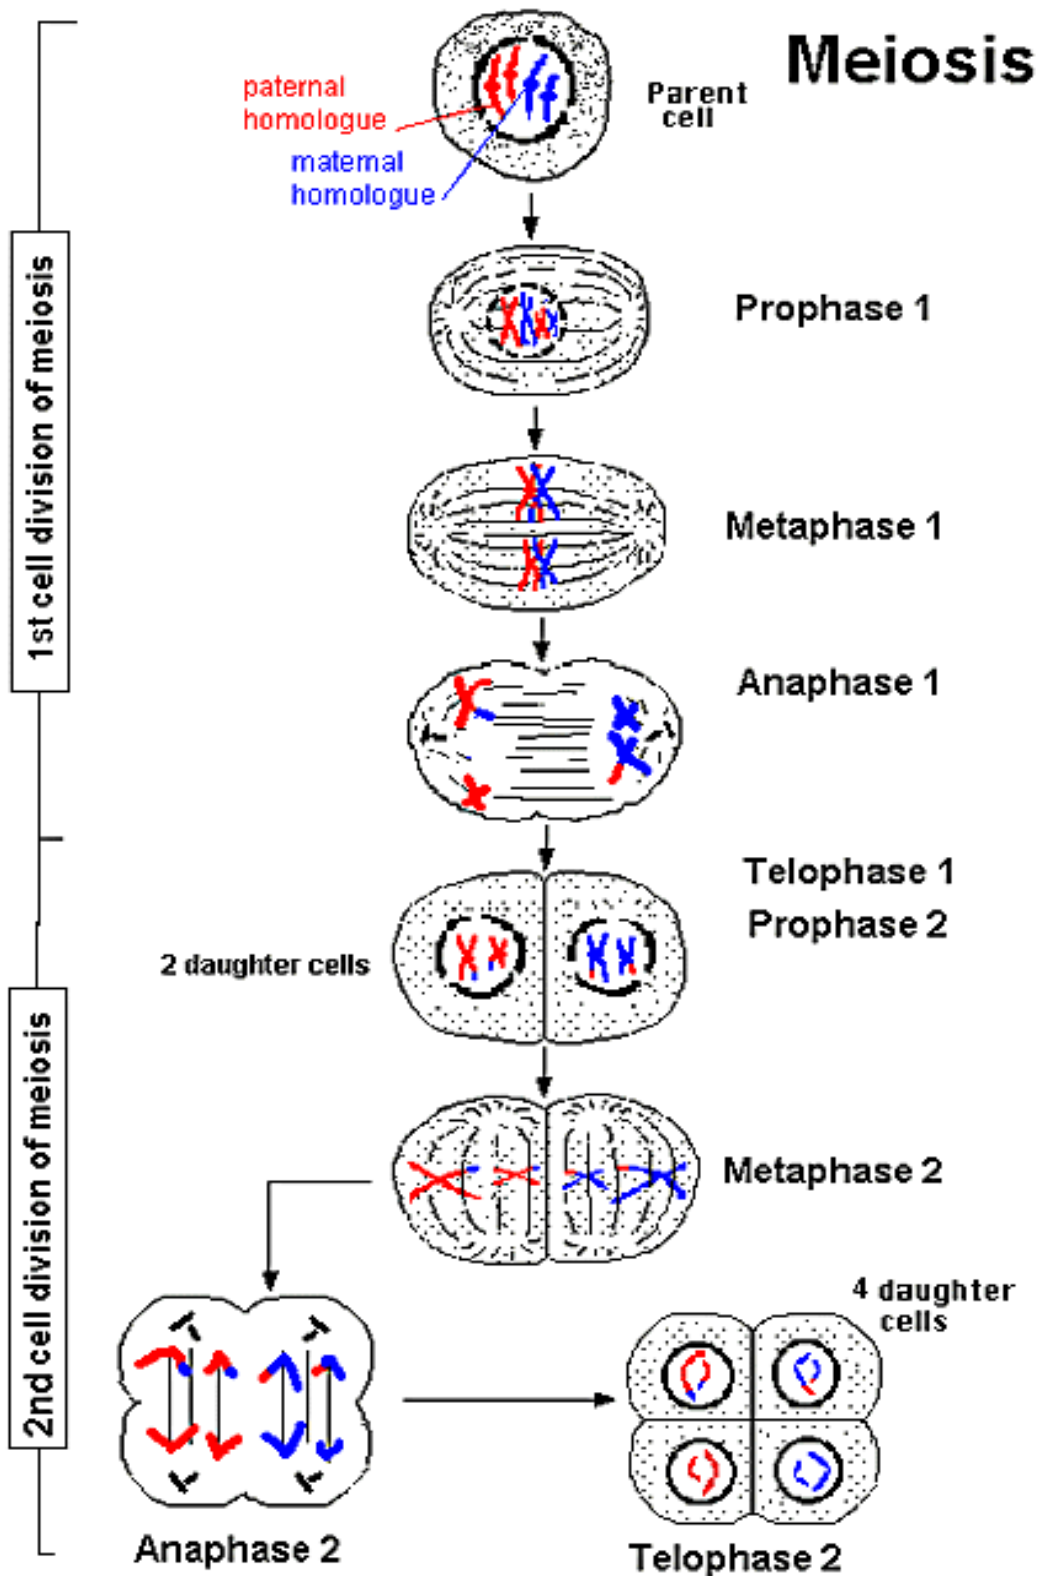 Meiosis
paternal
homologue
maternal
homologue
Parent
cell
Prophase 1
1st cell division of meiosis
Metaphase 1
Anaphase 1
Telophase 1
Prophase 2
2 daughter cells
2nd cell division of meiosis
Metaphase 2
4 daughter
cells
Anaphase 2
Telophase 2